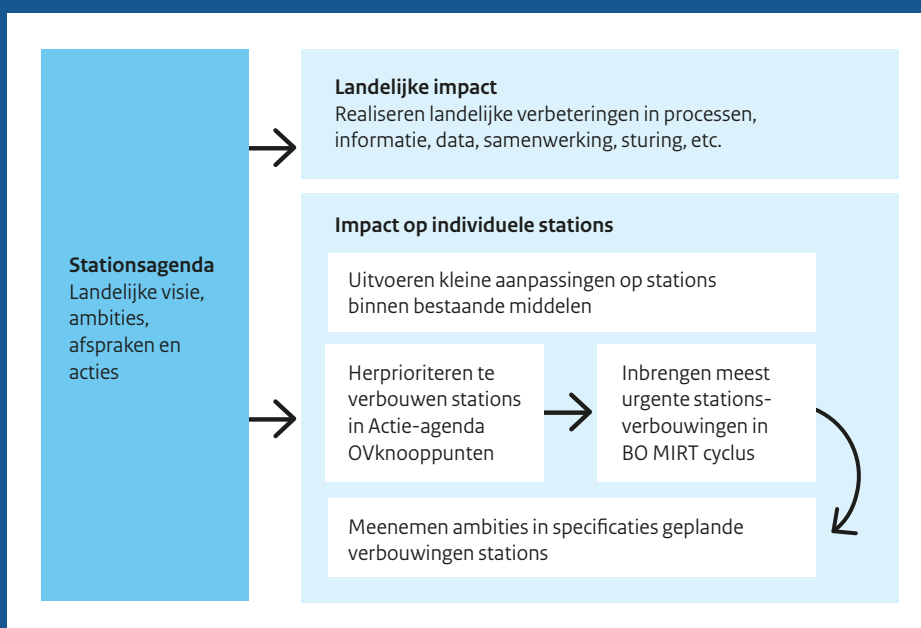 Stationsagenda
Landelijke visie,
ambities,
afspraken en
acties
Landelijke impact
Realiseren landelijke verbeteringen in processen,
informatie, data, samenwerking, sturing, etc.
Impact op individuele stations
Uitvoeren kleine aanpassingen op stations
binnen bestaande middelen
Herprioriteren te
verbouwen stations
in Actie-agenda
OVknooppunten
Inbrengen meest
urgente stations-
verbouwingen in
BO MIRT cyclus
Meenemen ambities in specificaties geplande
verbouwingen stations